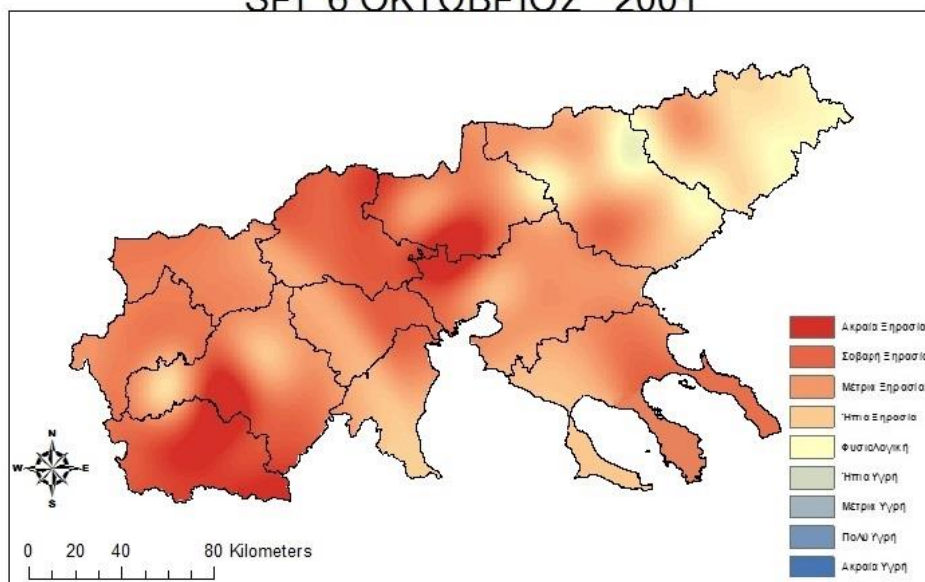 6 ΟΚΤΩΒΡΙΟΣ 2001
Ακραία Ξηρασία
Σοβαρή Ξηρασία
Μέτρια Ξηρασία
Ήπια Ξηρασία
Φυσιολογική
Ήπια Υγρή
Μέτρια Υγρή
Πολύ Υγρή
Ακραία Υγρή
N
W E
S
0 20 40 80 Kilometers